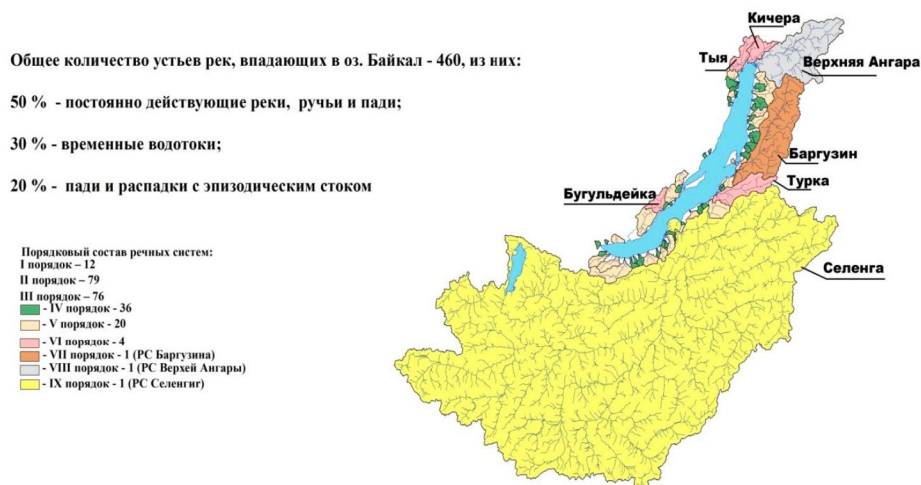 Общее количество устьев рек, впадающих в оз. Байкал - 460, из них:
50 % - постоянно действующие реки, ручьи и пади;
30 % - временные водотоки;
20 % - пади и распадки с эпизодическим стоком
Порядковый состав речных систем:
I порядок – 12
II порядок – 79
III порядок – 76
- IV порядок - 36
- V порядок - 20
- VI порядок - 4
- VII порядок - 1 (РС Баргузина)
- VIII порядок - 1 (РС Верхей Ангары)
- IX порядок - 1 (РС Селенгиг)
Кичера
Тыя
Верхняя Ангара
Баргузин
Турка
Бугульдейка
Селенга